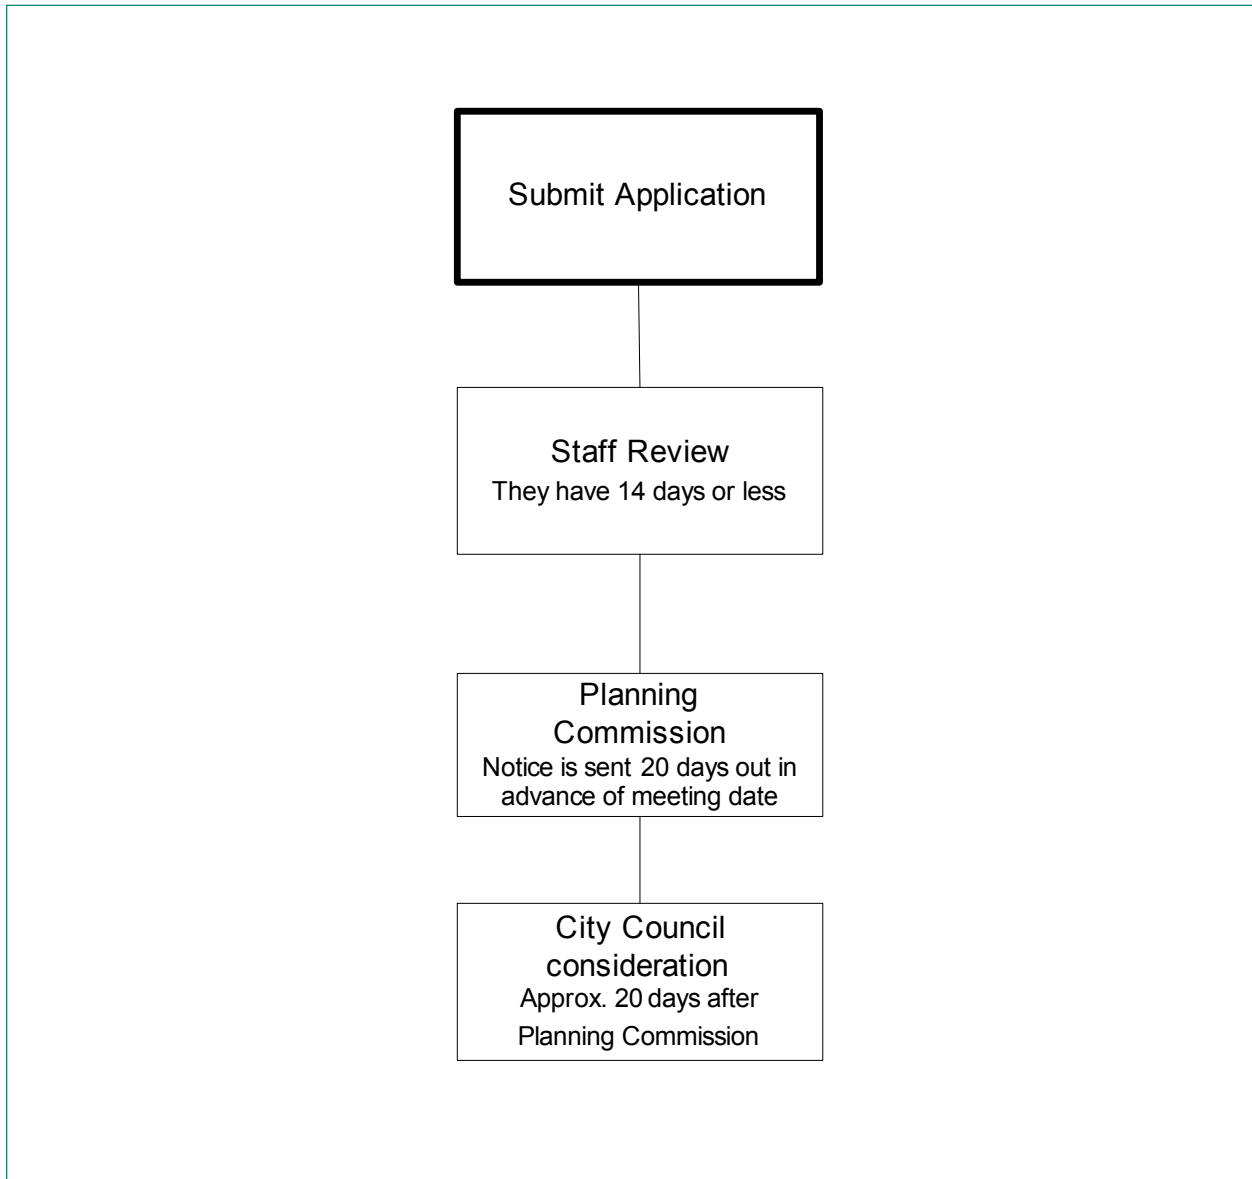 Submit Application
Staff Review
They have 14 days or less
Planning
Commission
Notice is sent 20 days out in
advance of meeting date
City Council
consideration
Approx. 20 days after
Planning Commission